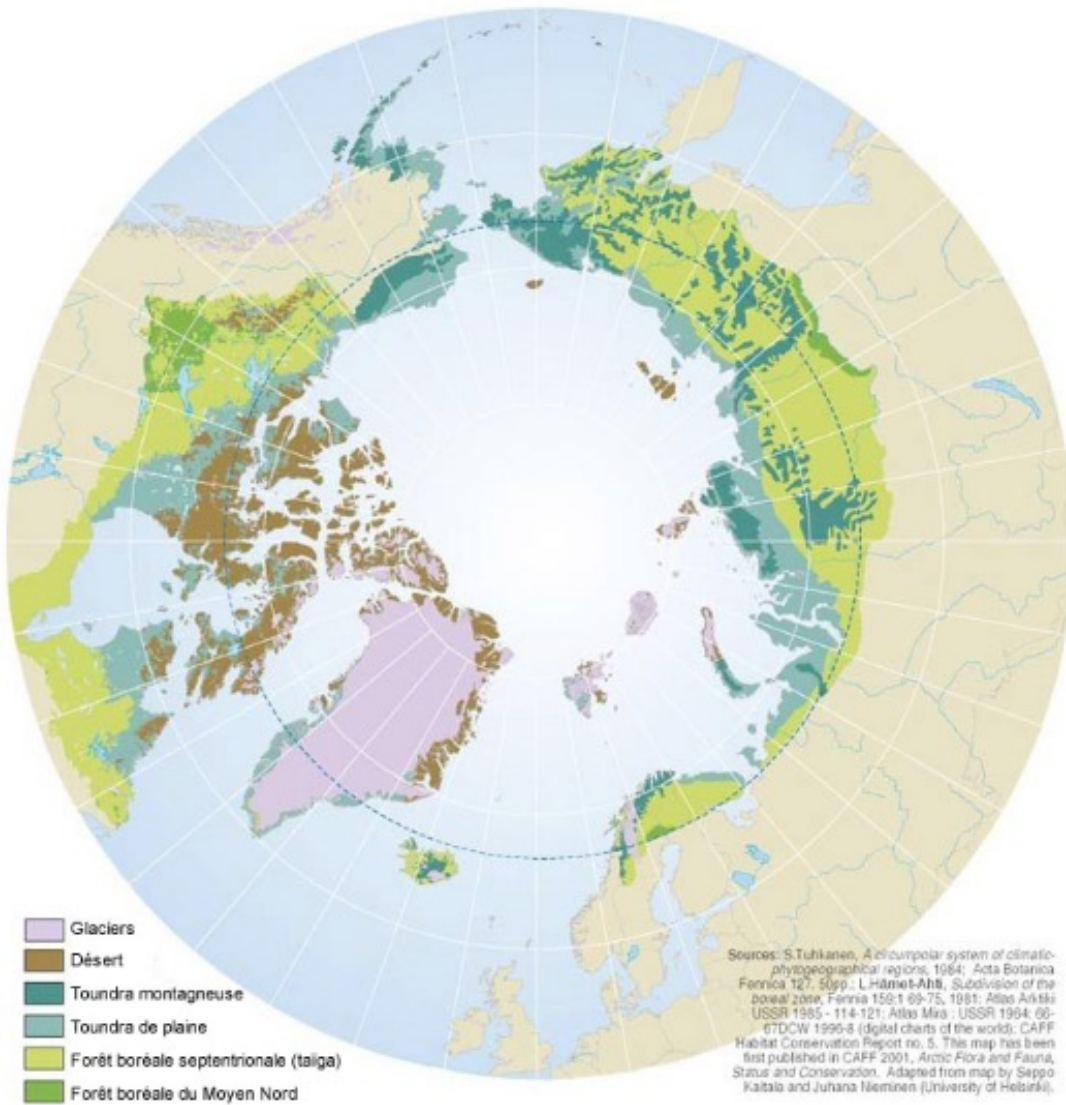 Glaciers
Désert
Toundra montagneuse
Toundra de plaine
Forêt boréale septentrionale (taïga)
Forêt boréale du Moyen Nord
Sources: S.Tuhkanen, A circumpolar system of climatic-
phytogeographical regions, 1984; Acta Botanica
Fennica 127, 50pp.; L.Hämet-Ahti, Subdivision of the
boreal zone, Fennia 159:1 69-75, 1981; Atlas Arktiki
USSR 1985 - 114-121; Atlas Mira : USSR 1964: 66-
67DCW 1996-8 (digital charts of the world): CAFF
Habitat Conservation Report no. 5. This map has been
first published in CAFF 2001, Arctic Flora and Fauna,
Status and Conservation. Adapted from map by Seppo
Kaitala and Juhana Nieminen (University of Helsinki).